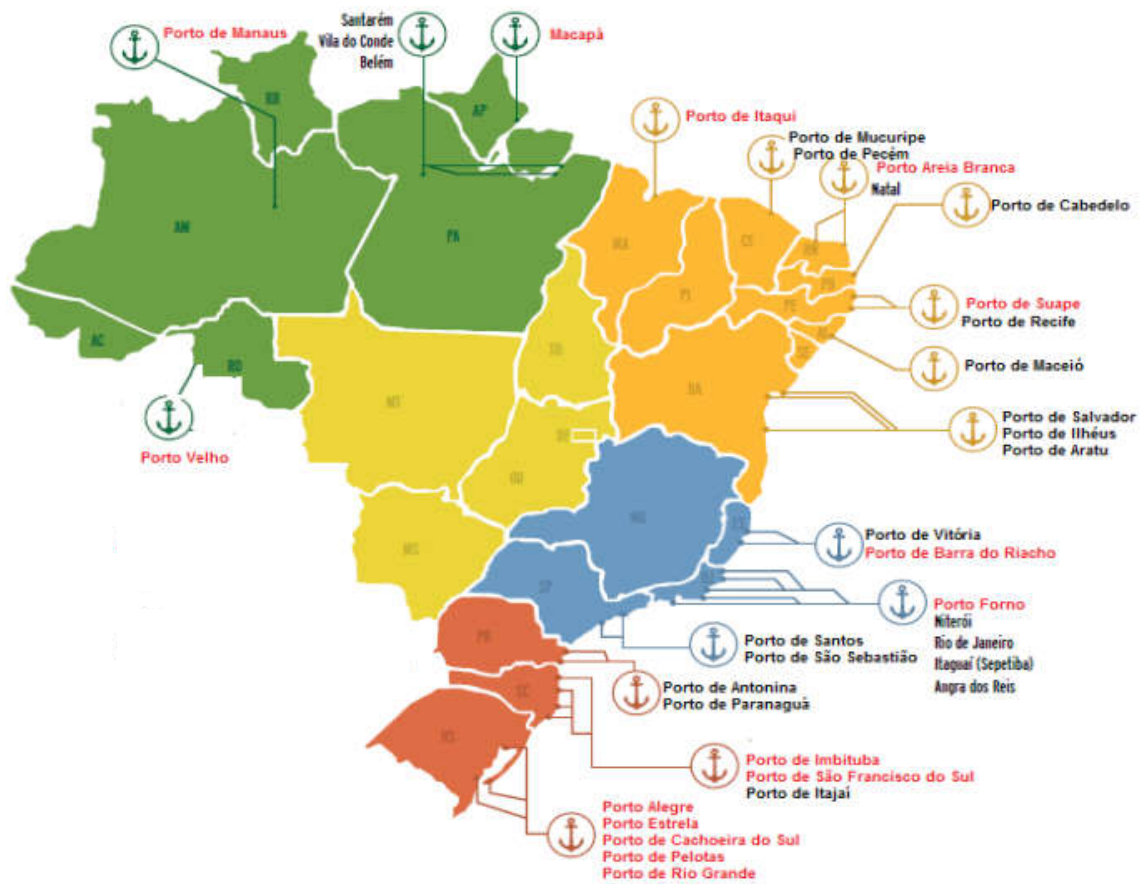 Porto de Manaus
Santarém
Vila do Conde
Belém
Macapà
RR
AP
Porto de Itaqui
Porto de Mucuripe
Porto de Pecém
Porto Areia Branca
Natal
Porto de Cabedelo
AM
PA
MA
CE
RN
PB
PI
PE
Porto de Suape
Porto de Recife
AC
RO
TO
AL
SE
Porto de Maceió
BA
MT
Porto Velho
DF
GO
Porto de Salvador
Porto de Ilhéus
Porto de Aratu
MG
ES
MS
Porto de Vitória
Porto de Barra do Riacho
SP
RJ
Porto Forno
Niterói
Rio de Janeiro
Itaguaí (Sepetiba)
Angra dos Reis
Porto de Santos
Porto de São Sebastião
PR
SC
Porto de Antonina
Porto de Paranaguà
RS
Porto de Imbituba
Porto de São Francisco do Sul
Porto de Itajaí
Porto Alegre
Porto Estrela
Porto de Cachoeira do Sul
Porto de Pelotas
Porto de Rio Grande